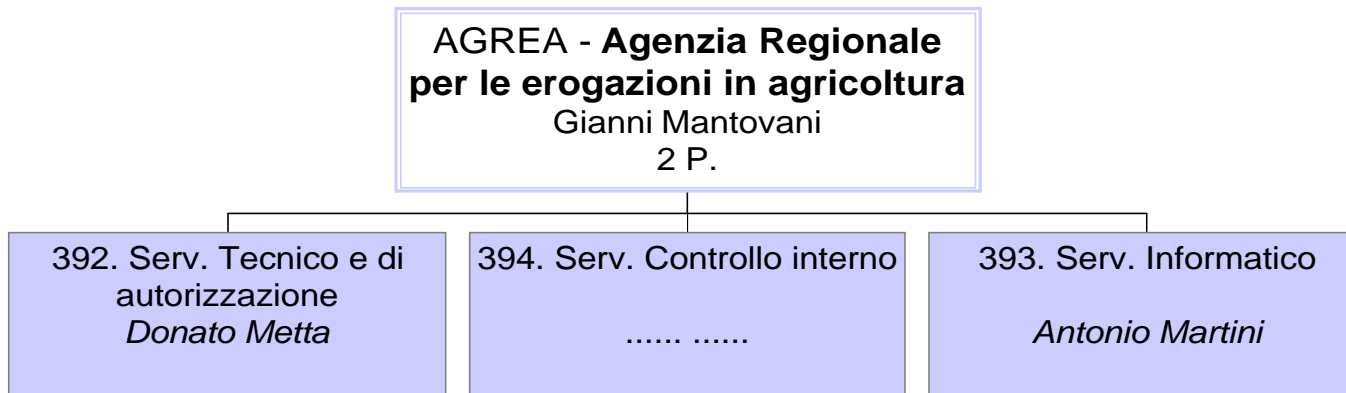 AGREA - Agenzia Regionale
per le erogazioni in agricoltura
Gianni Mantovani
2 P.
392. Serv. Tecnico e di
autorizzazione
Donato Metta
394. Serv. Controllo interno
...... ......
393. Serv. Informatico
Antonio Martini